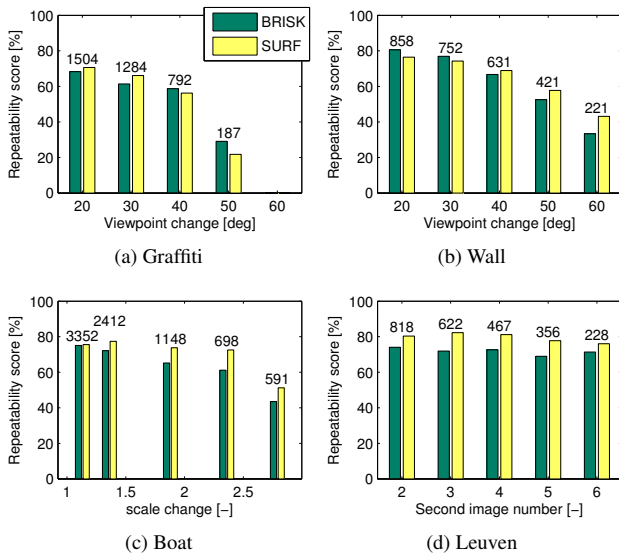 100
80
60
40
20
0
Repeatability score [%]
1504
1284
792
187
BRISK
SURF
20 30 40 50 60
Viewpoint change [deg]
(a) Graffiti
100
80
60
40
20
0
Repeatability score [%]
858
752
631
421
221
20 30 40 50 60
Viewpoint change [deg]
(b) Wall
100
80
60
40
20
0
Repeatability score [%]
3352
2412
1148
698
591
1 1.5 2 2.5
scale change [−]
(c) Boat
100
80
60
40
20
0
Repeatability score [%]
818
622
467
356
228
2 3 4 5 6
Second image number [−]
(d) Leuven